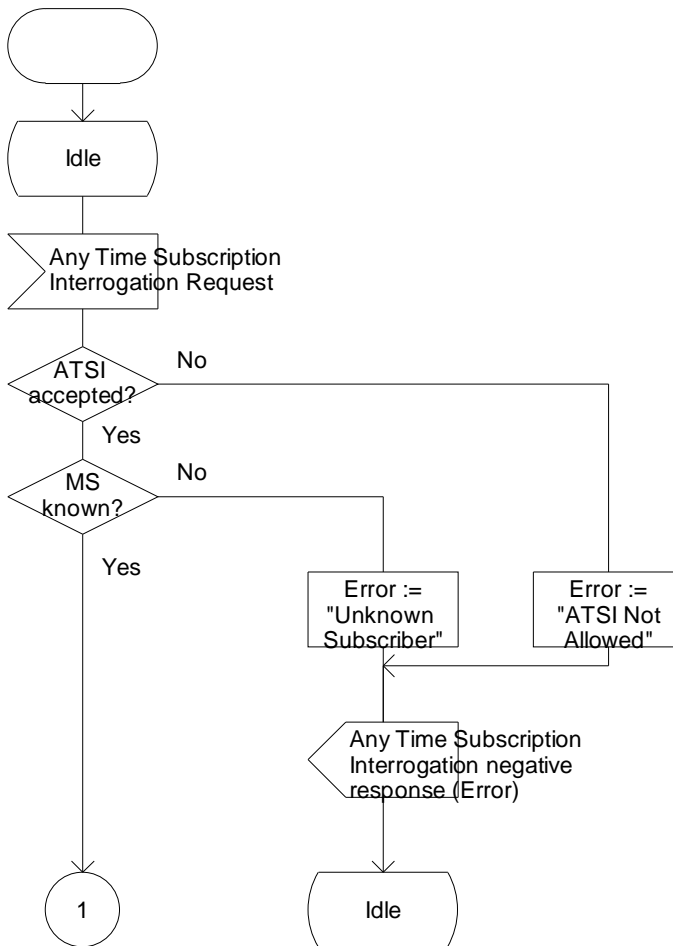 Idle
Any Time Subscription
Interrogation Request
ATSI
accepted?
No
Yes
MS
known?
No
Yes
Error :=
"Unknown
Subscriber"
Error :=
"ATSI Not
Allowed"
Any Time Subscription
Interrogation negative
response (Error)
1
Idle